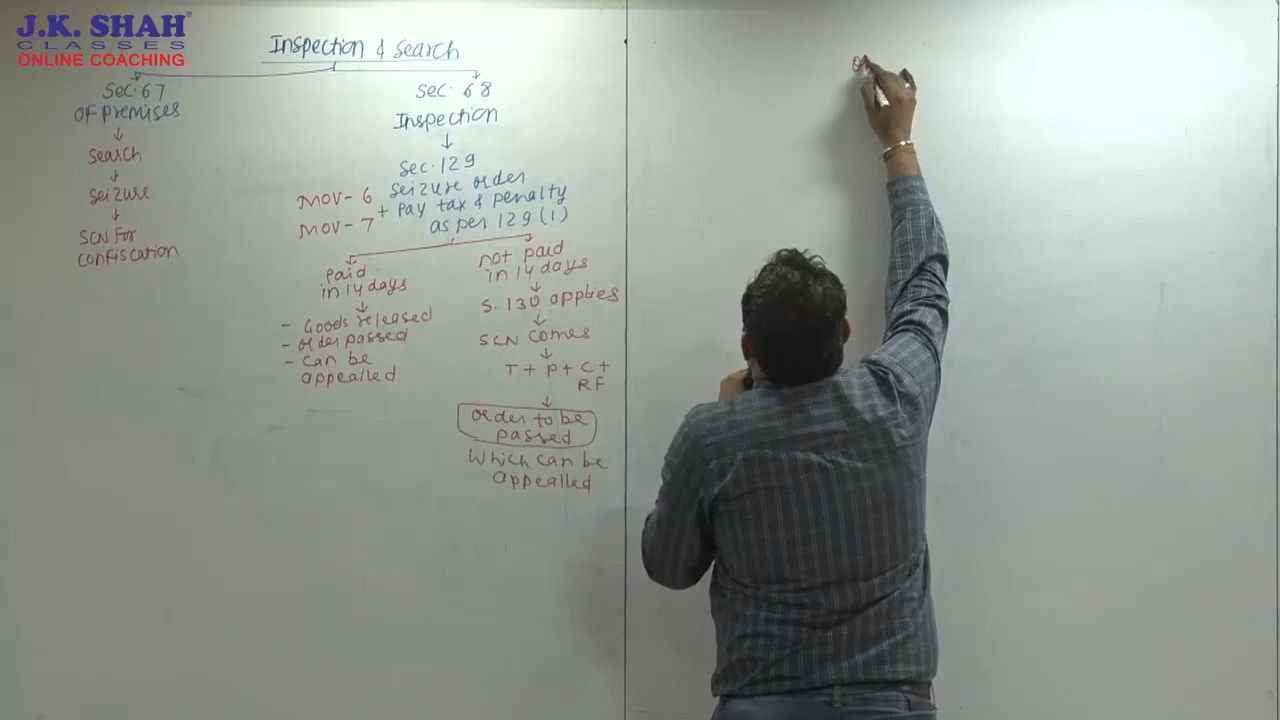 J.K. SHAH®
CLASSES
ONLINE COACHING
Inspection & Search
Sec. 67
OF Premises
↓
Search
↓
Seizure
↓
SCN For
Confiscation
Sec. 68
Inspection
↓
Sec. 129
MOV-6 Seizure order
MOV-7 + Pay tax & penalty
as per 129 (1)
Paid
in 14 days
↓
- Goods released
- Order passed
- Can be
appealled
not paid
in 14 days
↓
S. 130 applies
↓
SCN comes
↓
T + P + C +
RF
↓
Order to be
passed
Which can be
appealled